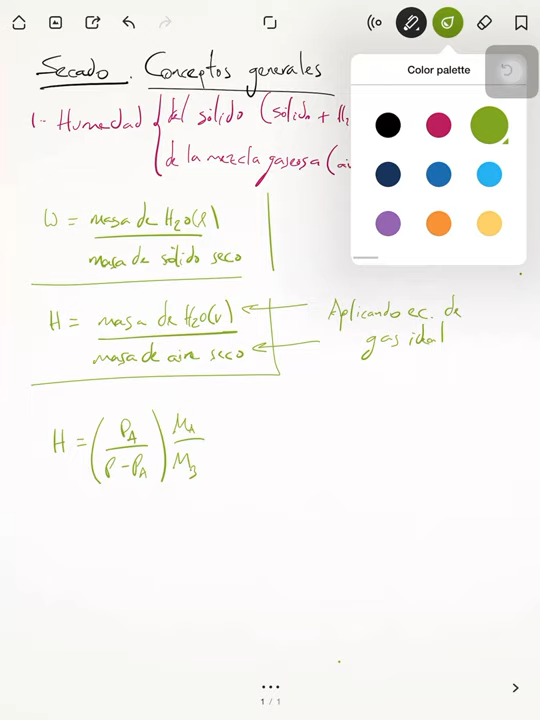 Color palette
Secado. Conceptos generales
1.- Humedad { del sólido (sólido + H2
de la mezcla gaseosa (air
W = masa de H2O(l)
masa de sólido seco
H = masa de H2O(v)
masa de aire seco
Aplicando ec. de
gas ideal
H = (PA / P-PA) MA / MB
1 / 1